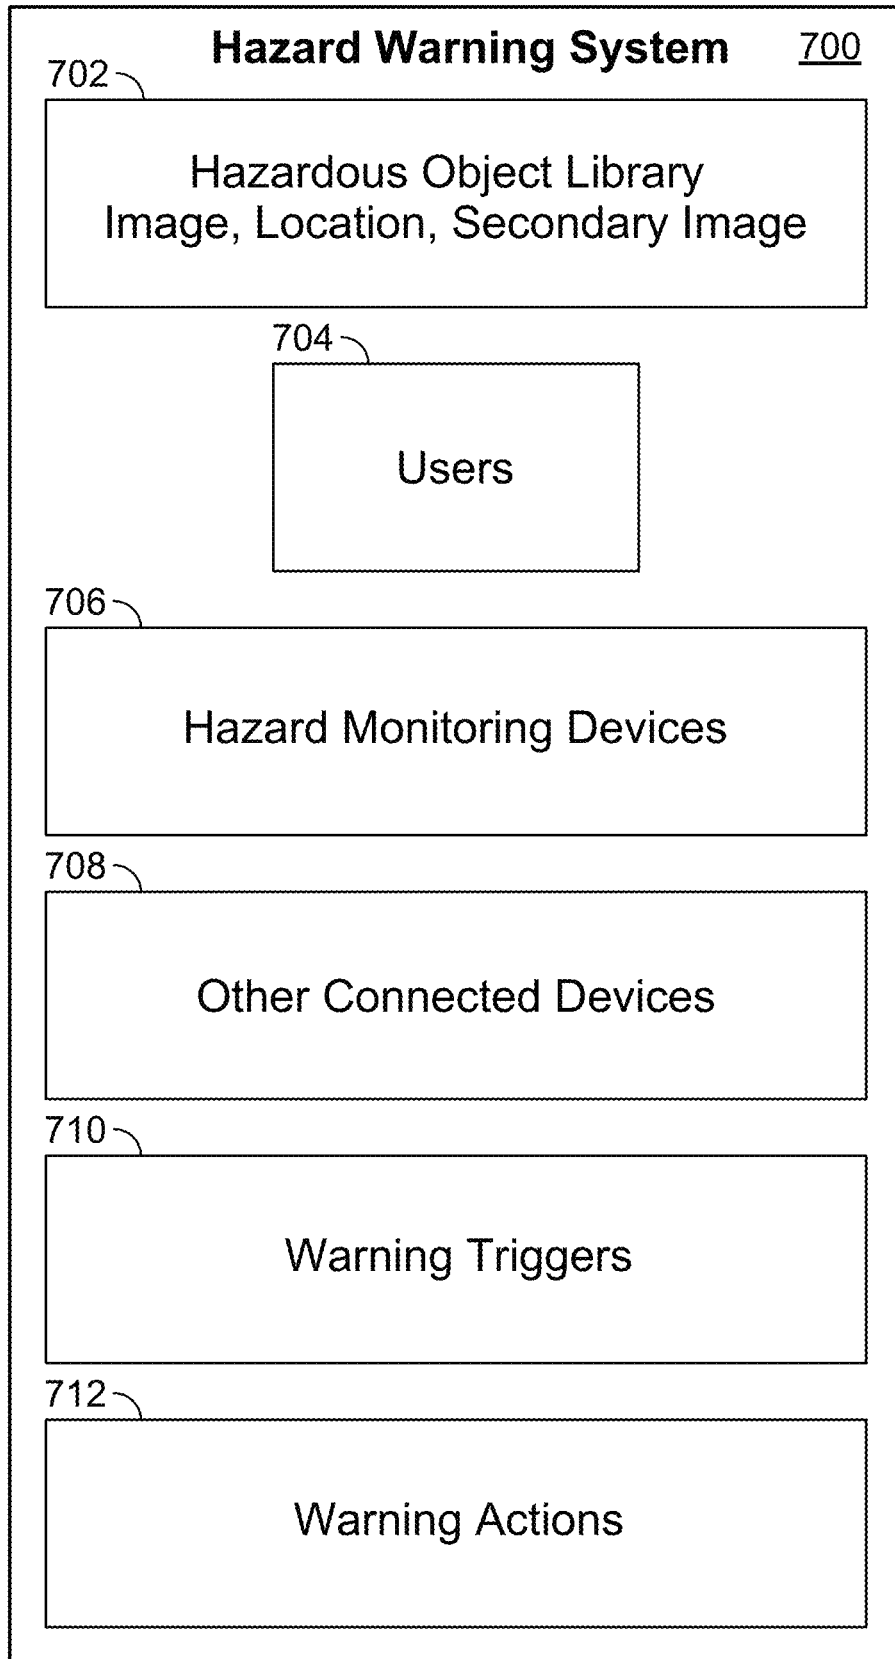 Hazard Warning System 700
702
Hazardous Object Library
Image, Location, Secondary Image
704
Users
706
Hazard Monitoring Devices
708
Other Connected Devices
710
Warning Triggers
712
Warning Actions